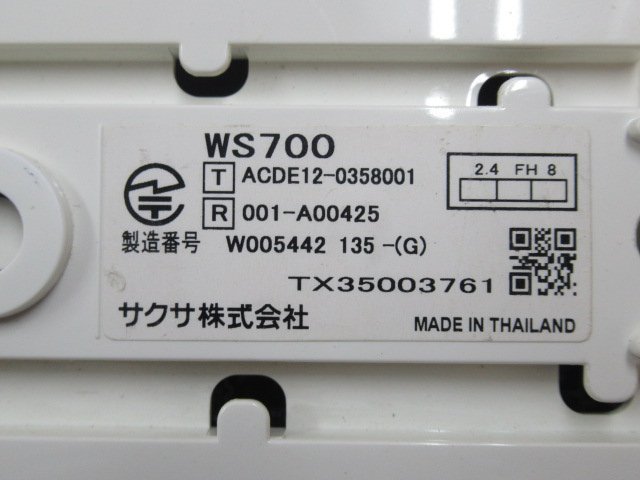 WS700
T ACDE12-0358001
2.4 FH 8
R 001-A00425
製造番号 W005442 135 -(G)
TX35003761
サクサ株式会社
MADE IN THAILAND